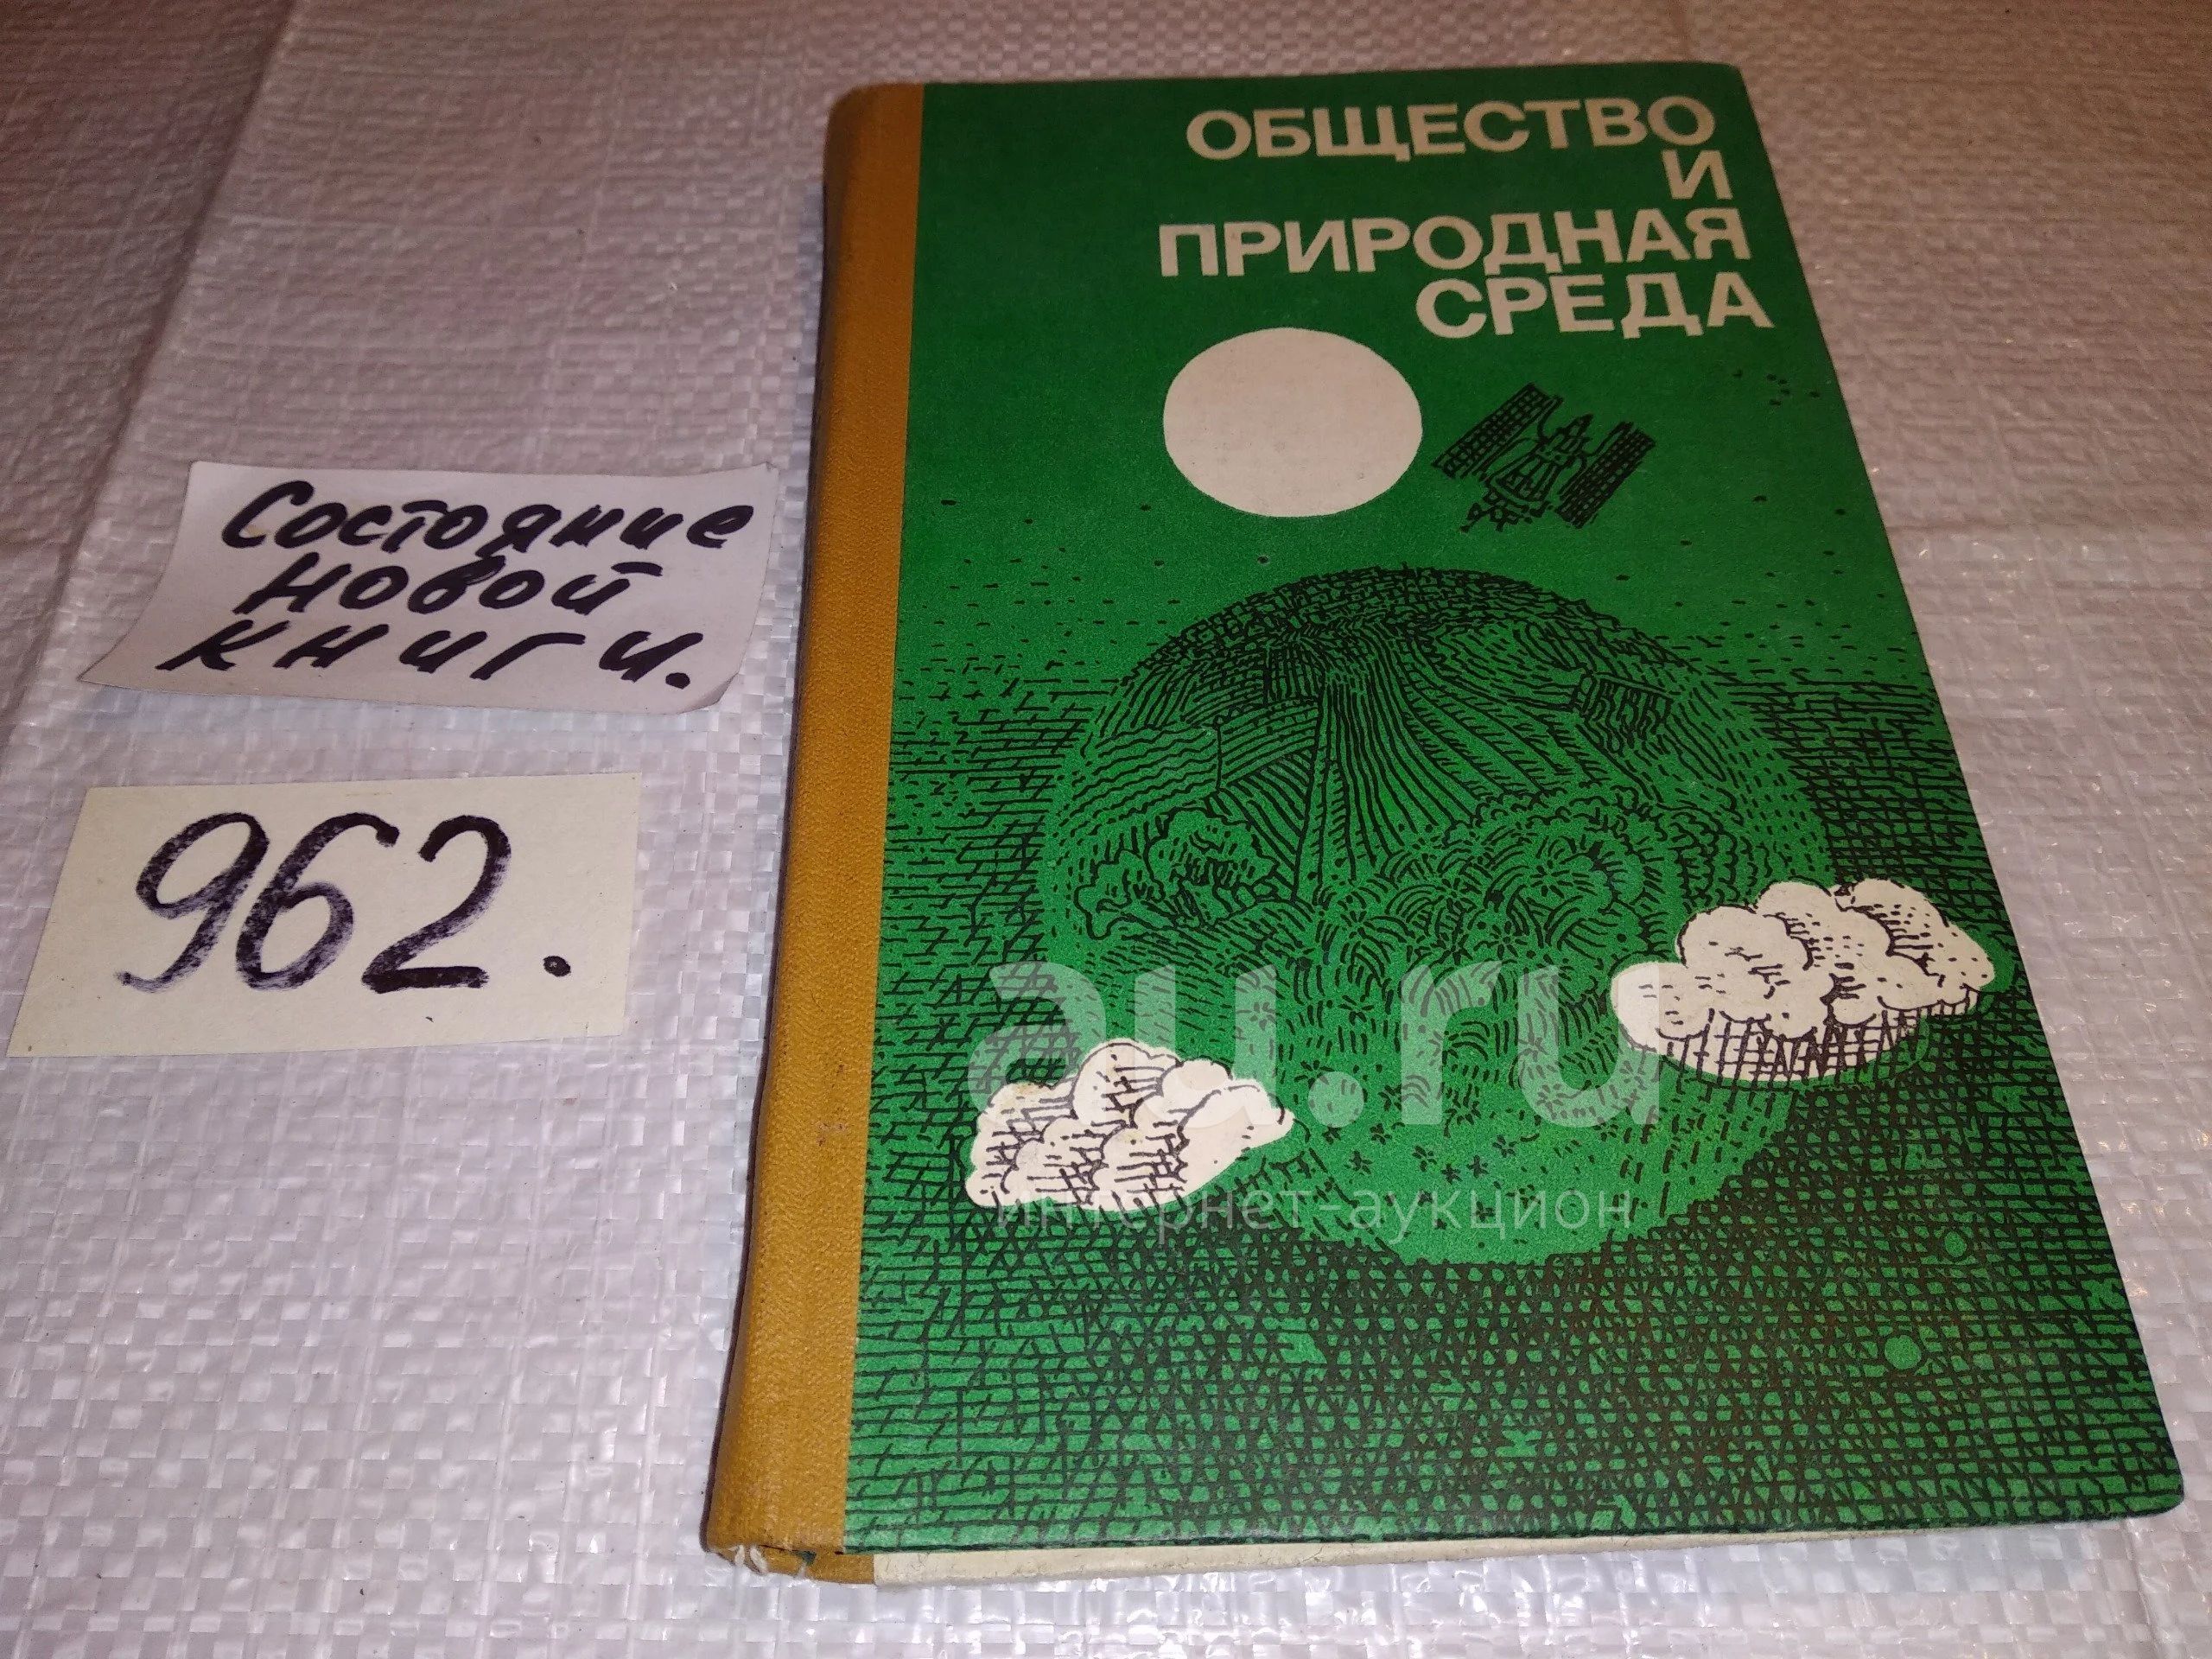 ОБЩЕСТВО
И
ПРИРОДНАЯ
СРЕДА
Состояние
новой
книги.
962.
au.ru
интернет-аукцион